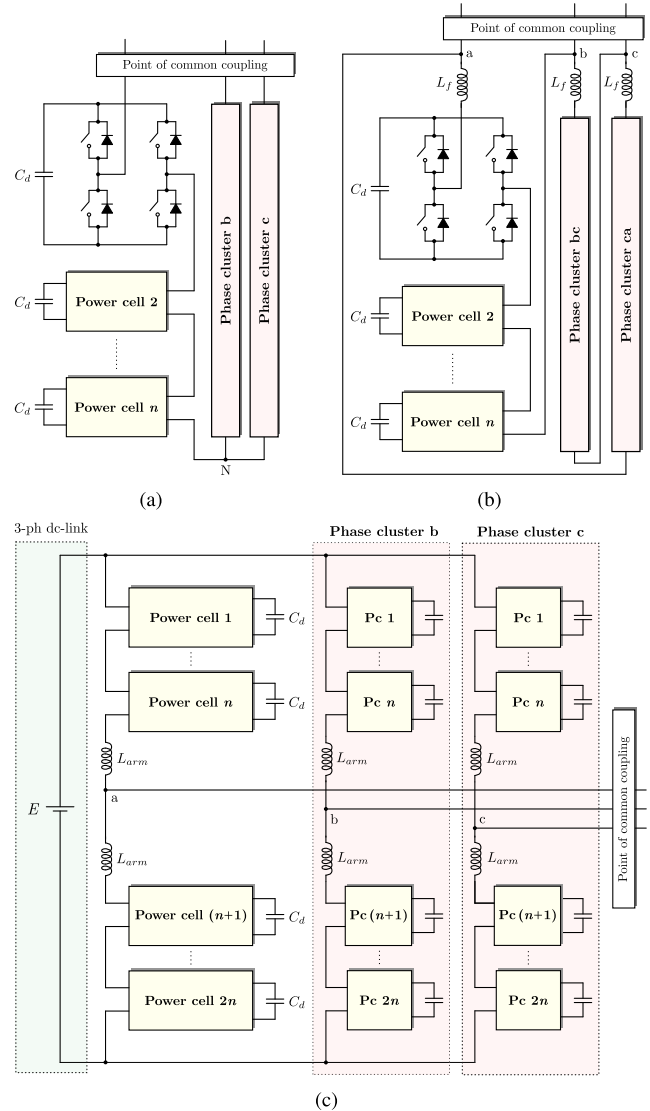 Point of common coupling
C_d
Phase cluster b
Phase cluster c
C_d
Power cell 2
C_d
Power cell n
N
(a)
Point of common coupling
a
b
c
L_f
L_f
L_f
C_d
Phase cluster bc
Phase cluster ca
C_d
Power cell 2
C_d
Power cell n
(b)
3-ph dc-link
Phase cluster b
Phase cluster c
Power cell 1
C_d
Pc 1
Pc 1
Power cell n
C_d
Pc n
Pc n
L_arm
L_arm
L_arm
a
E
b
c
Point of common coupling
L_arm
L_arm
L_arm
Power cell (n+1)
C_d
Pc (n+1)
Pc (n+1)
Power cell 2n
C_d
Pc 2n
Pc 2n
(c)